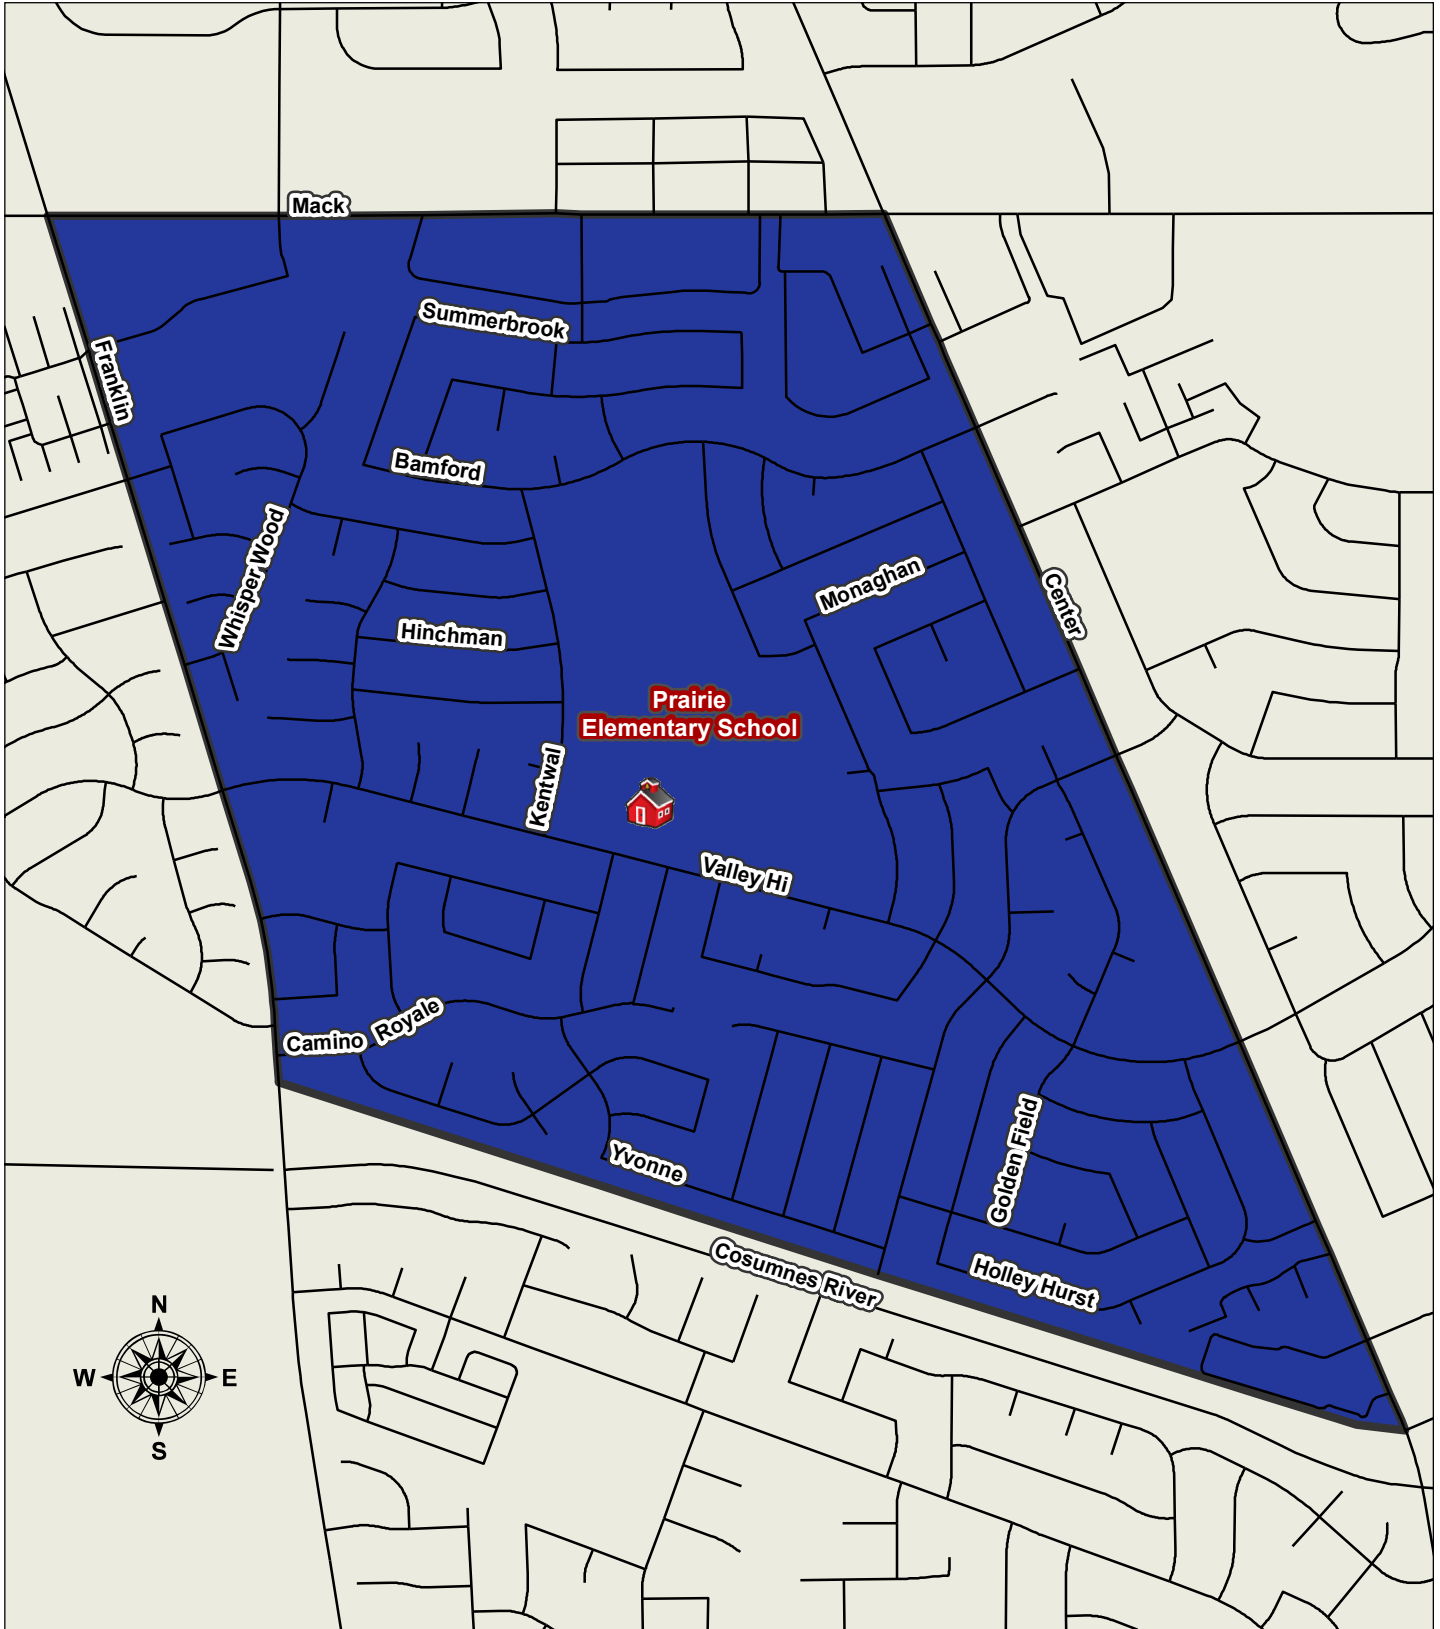 Mack
Summerbrook
Franklin
Bamford
Whisper Wood
Monaghan
Center
Hinchman
Prairie
Elementary School
Kentwal
Valley Hi
Camino Royale
Golden Field
Yvonne
Cosumnes River
Holley Hurst
N
W
E
S